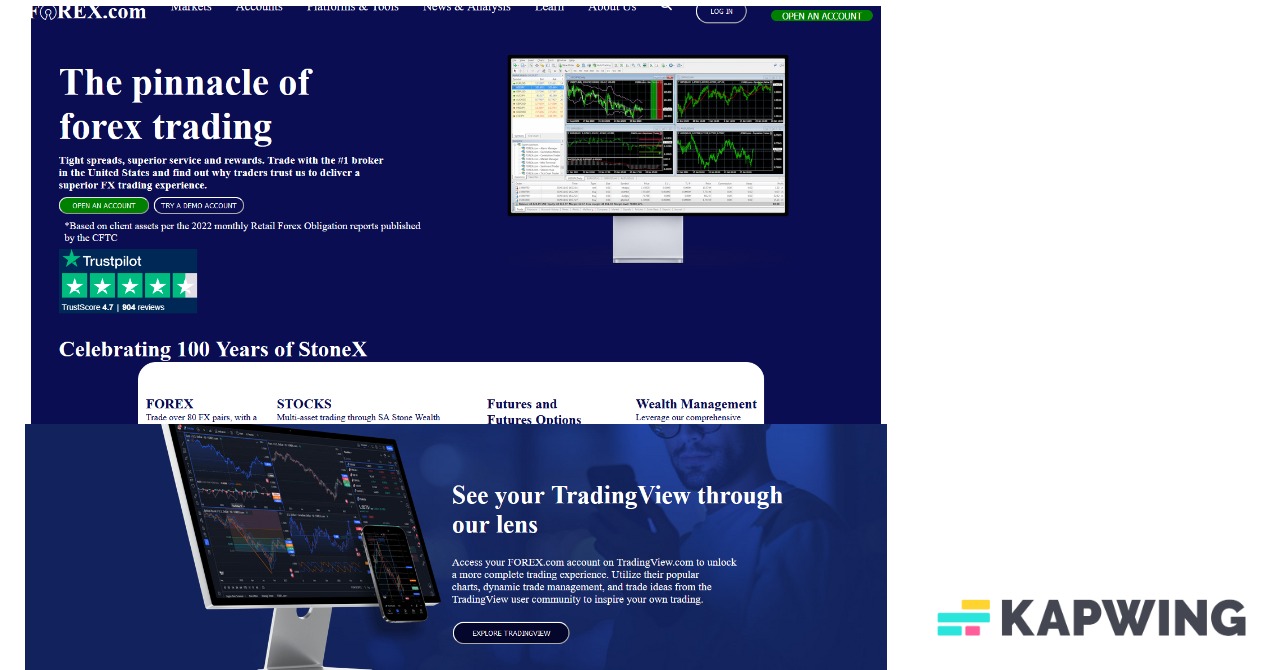 FOREX.com
Markets Accounts Platforms & Tools News & Analysis Learn About Us LOG IN OPEN AN ACCOUNT
The pinnacle of
forex trading
Tight spreads, superior service and rewards. Trade with the #1 broker
in the United States and find out why traders trust us to deliver a
superior FX trading experience.
OPEN AN ACCOUNT TRY A DEMO ACCOUNT
*Based on client assets per the 2022 monthly Retail Forex Obligation reports published
by the CFTC
Trustpilot
TrustScore 4.7 | 904 reviews
Celebrating 100 Years of StoneX
FOREX
Trade over 80 FX pairs, with a
STOCKS
Multi-asset trading through SA Stone Wealth
Futures and
Futures Options
Wealth Management
Leverage our comprehensive
See your TradingView through
our lens
Access your FOREX.com account on TradingView.com to unlock
a more complete trading experience. Utilize their popular
charts, dynamic trade management, and trade ideas from the
TradingView user community to inspire your own trading.
EXPLORE TRADINGVIEW
KAPWING